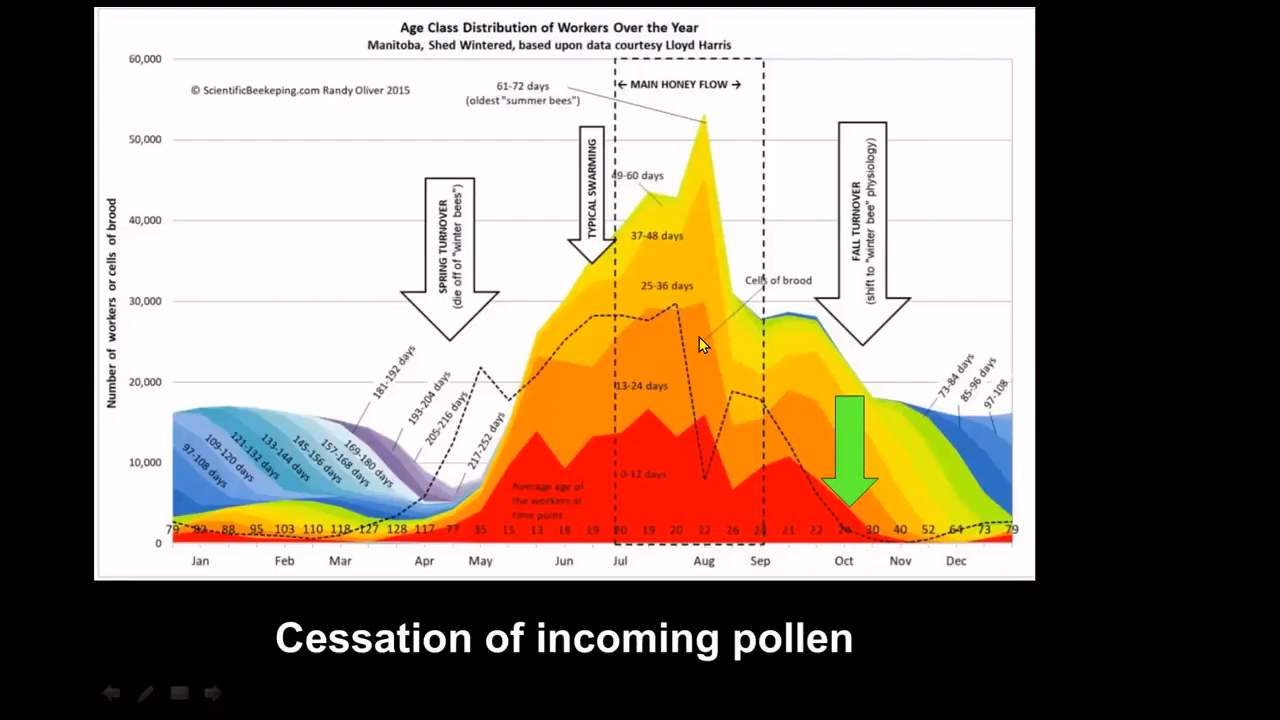 Age Class Distribution of Workers Over the Year
Manitoba, Shed Wintered, based upon data courtesy Lloyd Harris
60,000
50,000
40,000
30,000
20,000
10,000
0
Number of workers or cells of brood
© ScientificBeekeping.com Randy Oliver 2015
61-72 days
(oldest "summer bees")
← MAIN HONEY FLOW →
SPRING TURNOVER
(die off of "winter bees")
TYPICAL SWARMING
FALL TURNOVER
(shift to "winter bee" physiology)
49-60 days
37-48 days
25-36 days
Cells of brood
13-24 days
0-12 days
97-108 days
109-120 days
121-132 days
133-144 days
145-156 days
157-168 days
169-180 days
181-192 days
193-204 days
205-216 days
217-252 days
73-84 days
85-96 days
97-108
Average age of
the workers at
time point
79 82 88 95 103 110 118 127 128 117 77 35 15 13 18 19 20 19 20 22 26 24 21 22 24 30 40 52 64 73 79
Jan Feb Mar Apr May Jun Jul Aug Sep Oct Nov Dec
Cessation of incoming pollen